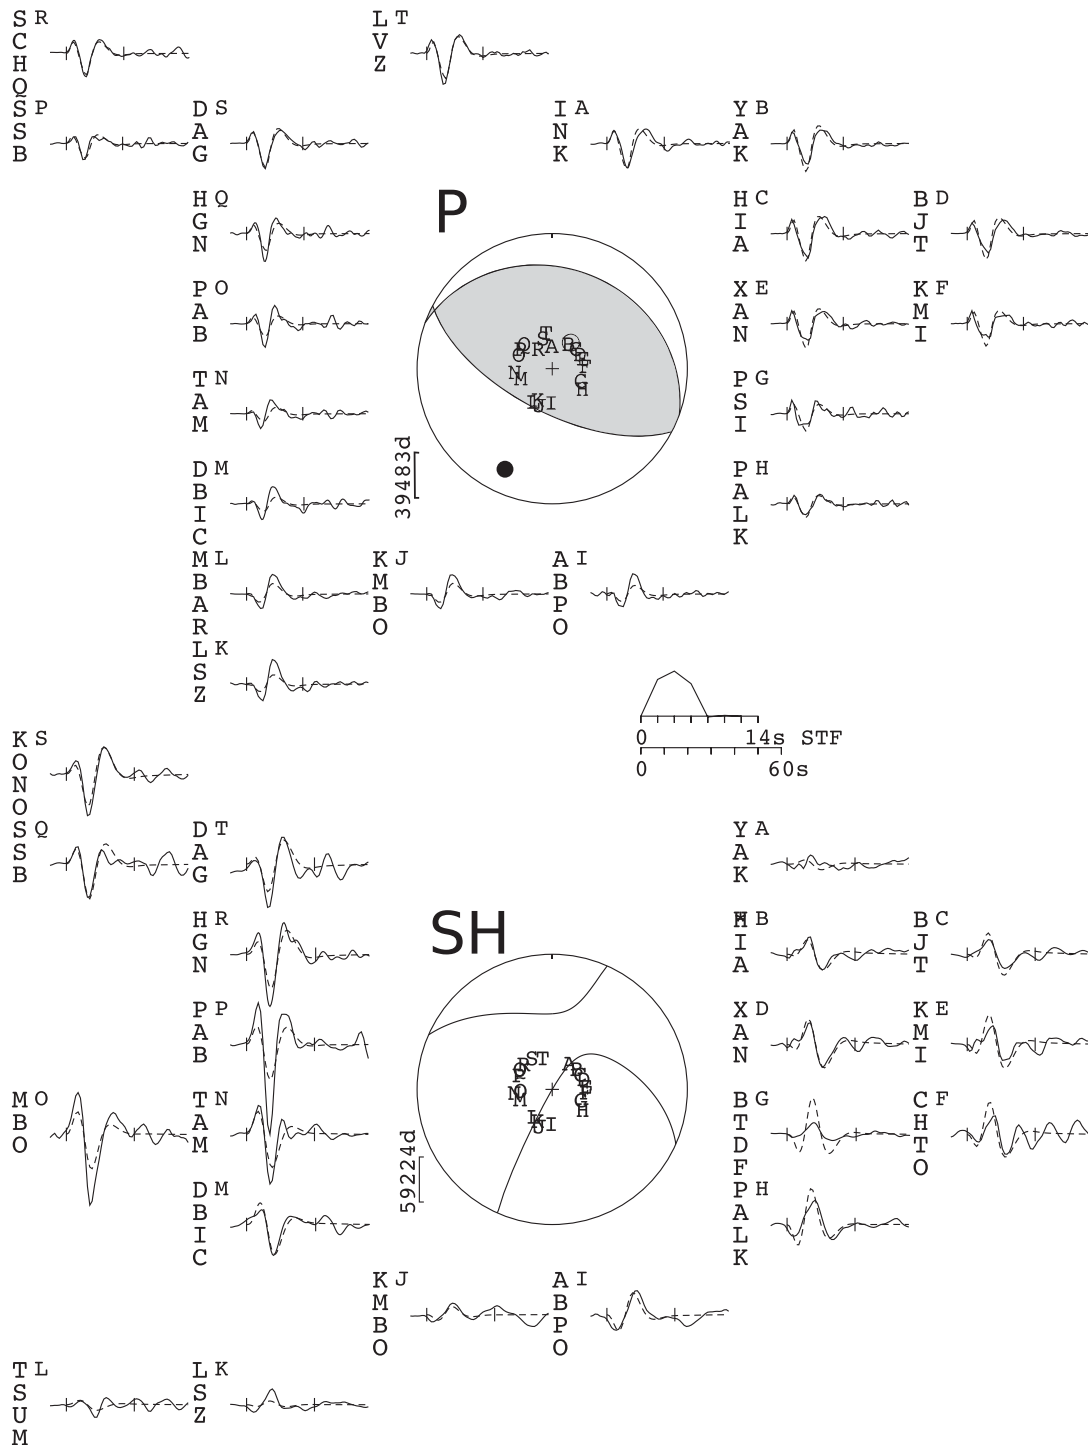 SCHQ R
LVZ T
SSB P
DAG S
INK A
YAK B
HGN Q
P
HIA C
BJT D
PAB O
XAN E
KMI F
TAM N
PSI G
39483d
DBIC M
PALK H
MBAR L
KMBO J
ABPO I
LSZ K
0 14s STF
0 60s
KONO S
SSB Q
DAG T
YAK A
HGN R
SH
HIA B
BJT C
PAB P
XAN D
KMI E
MBO O
TAM N
BTDF G
CHTO F
59224d
DBIC M
PALK H
KMBO J
ABPO I
TSUM L
LSZ K